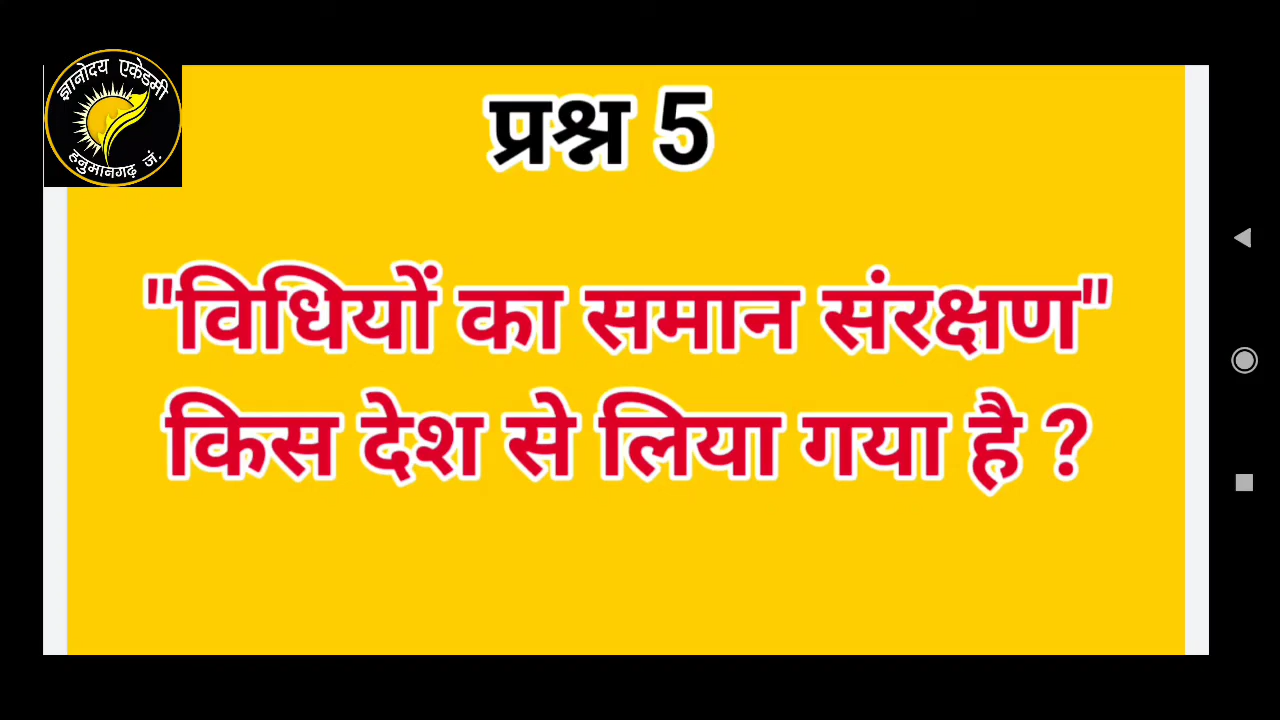 ज्ञानोदय एकेडमी
हनुमानगढ़ जं.
प्रश्न 5
"विधियों का समान संरक्षण"
किस देश से लिया गया है ?